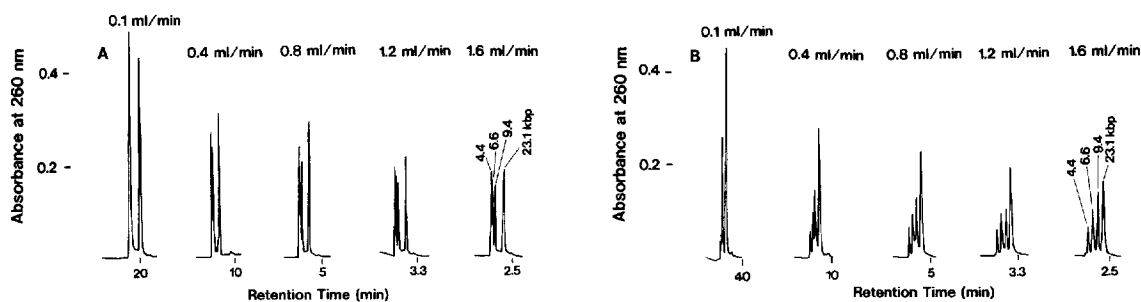 A
Absorbance at 260 nm
0.4
0.2
0.1 ml/min
0.4 ml/min
0.8 ml/min
1.2 ml/min
1.6 ml/min
4.4
6.6
9.4
23.1 kbp
20
10
5
3.3
2.5
Retention Time (min)
B
Absorbance at 260 nm
0.4
0.2
0.1 ml/min
0.4 ml/min
0.8 ml/min
1.2 ml/min
1.6 ml/min
4.4
6.6
9.4
23.1 kbp
40
10
5
3.3
2.5
Retention Time (min)